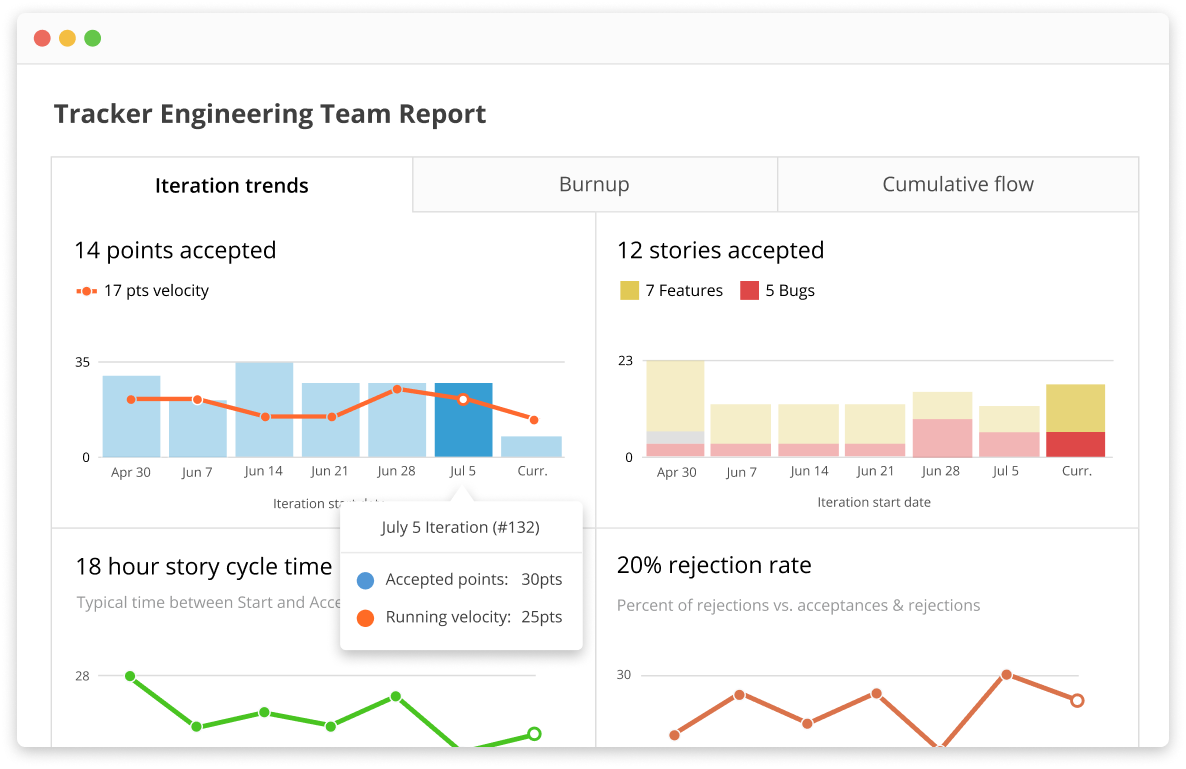 Tracker Engineering Team Report
Iteration trends
Burnup
Cumulative flow
14 points accepted
17 pts velocity
35
0
Apr 30
Jun 7
Jun 14
Jun 21
Jun 28
Jul 5
Curr.
Iteration
July 5 Iteration (#132)
Accepted points: 30pts
Running velocity: 25pts
12 stories accepted
7 Features
5 Bugs
23
0
Apr 30
Jun 7
Jun 14
Jun 21
Jun 28
Jul 5
Curr.
Iteration start date
18 hour story cycle time
Typical time between Start and
28
20% rejection rate
Percent of rejections vs. acceptances & rejections
30